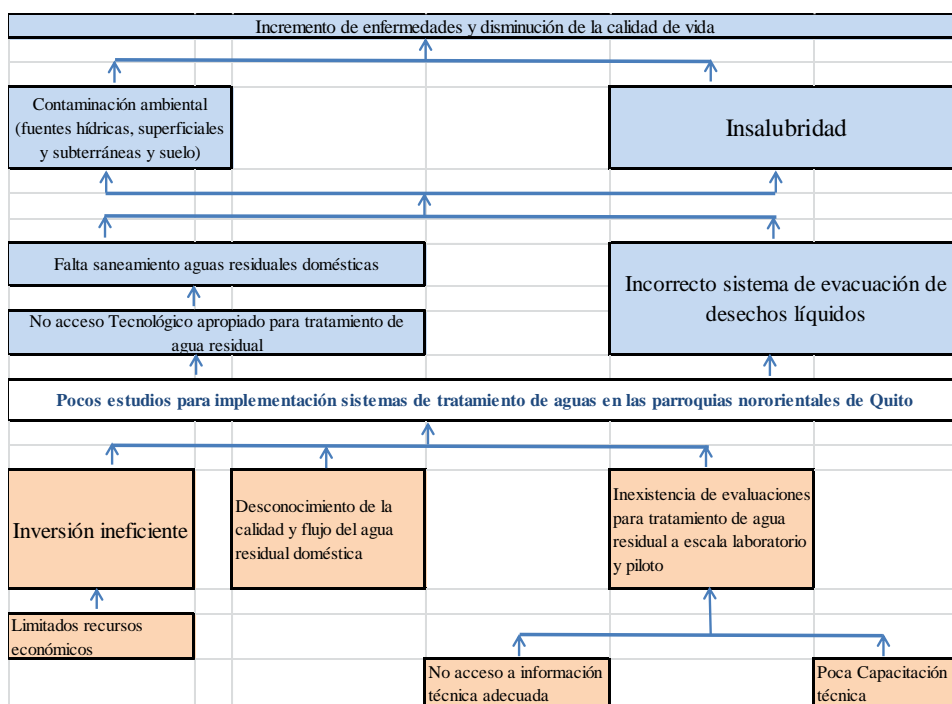 Incremento de enfermedades y disminución de la calidad de vida
Contaminación ambiental
(fuentes hídricas, superficiales
y subterráneas y suelo)
Insalubridad
Falta saneamiento aguas residuales domésticas
Incorrecto sistema de evacuación de
desechos líquidos
No acceso Tecnológico apropiado para tratamiento de
agua residual
Pocos estudios para implementación sistemas de tratamiento de aguas en las parroquias nororientales de Quito
Inversión ineficiente
Desconocimiento de la
calidad y flujo del agua
residual doméstica
Inexistencia de evaluaciones
para tratamiento de agua
residual a escala laboratorio
y piloto
Limitados recursos
económicos
No acceso a información
técnica adecuada
Poca Capacitación
técnica